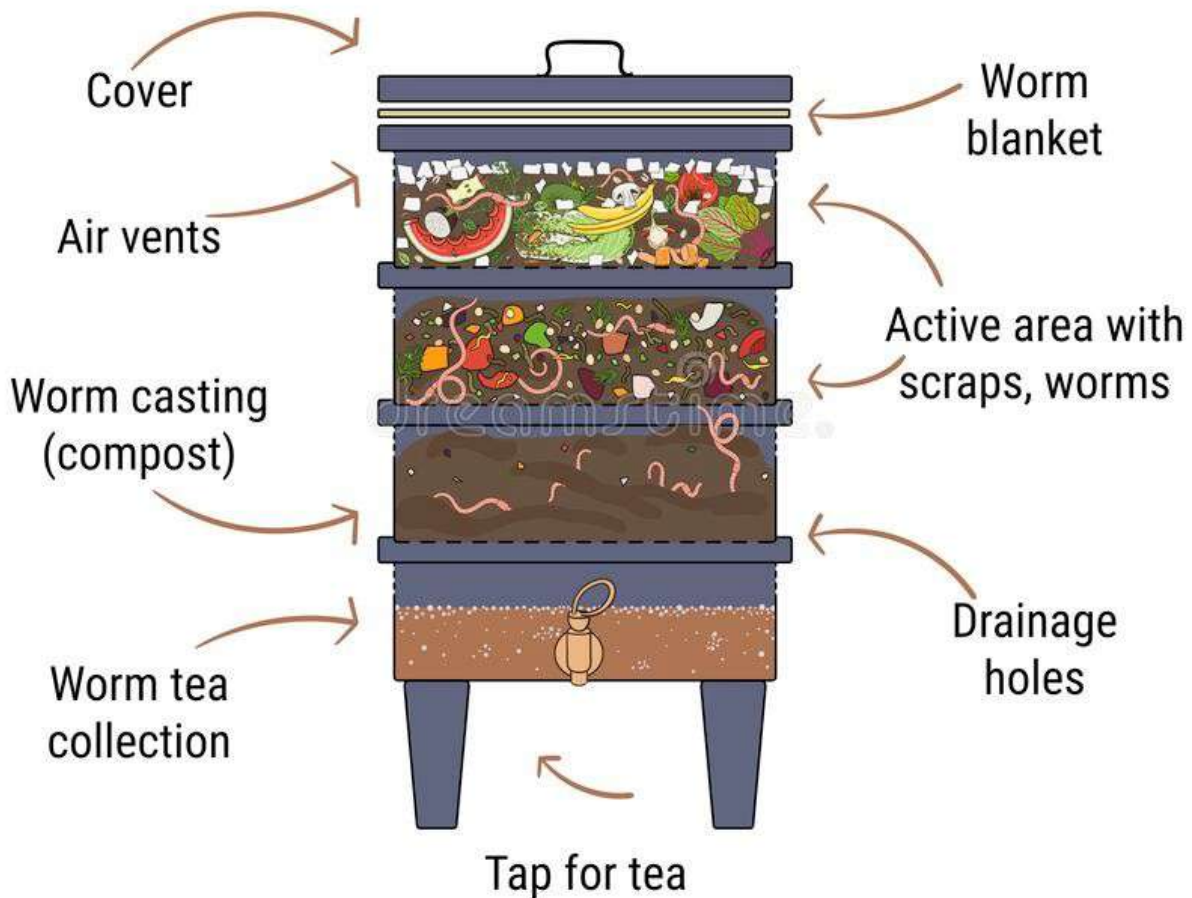 Cover
Worm
blanket
Air vents
Active area with
scraps, worms
Worm casting
(compost)
dreamstime.
Drainage
holes
Worm tea
collection
Tap for tea